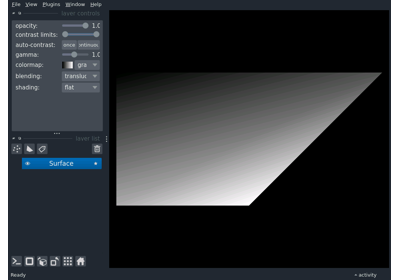 File View Plugins Window Help
layer controls
opacity: 1.0
contrast limits:
auto-contrast: once
gamma: 1.0
colormap: gra
blending: translu
shading: flat
layer list
Surface
Ready
activity